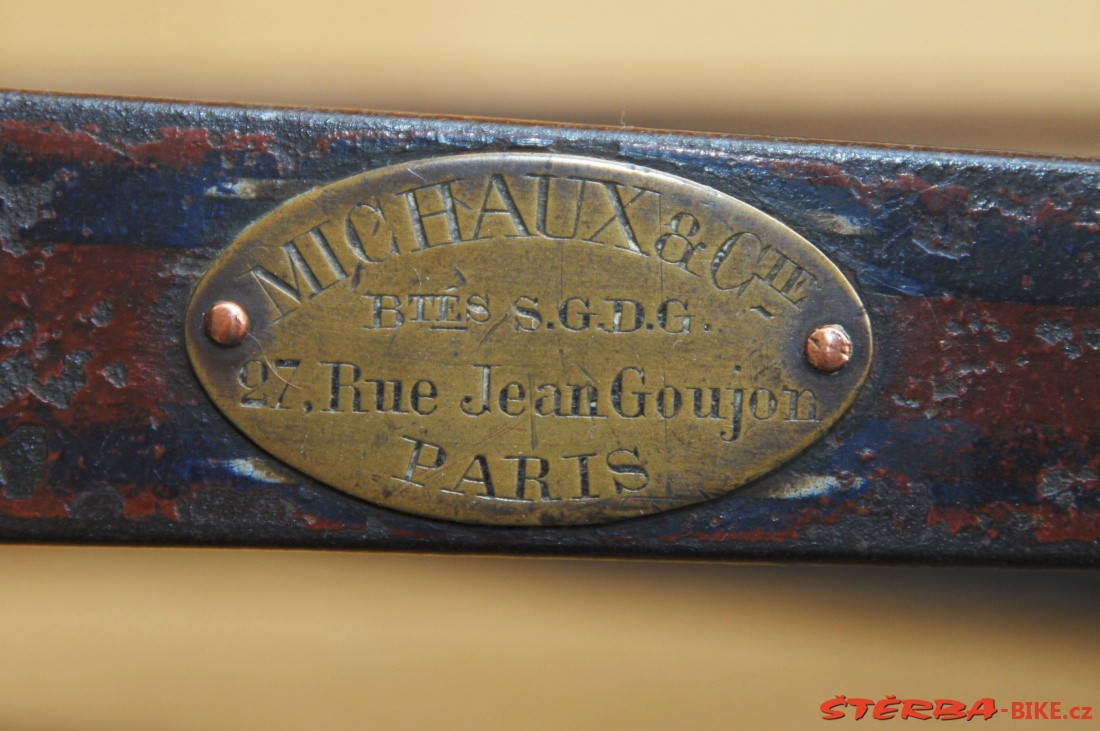 MICHAUX & CIE
BTÉS S.G.D.G.
27, Rue Jean Goujon
PARIS
ŠTĚRBA-BIKE.cz